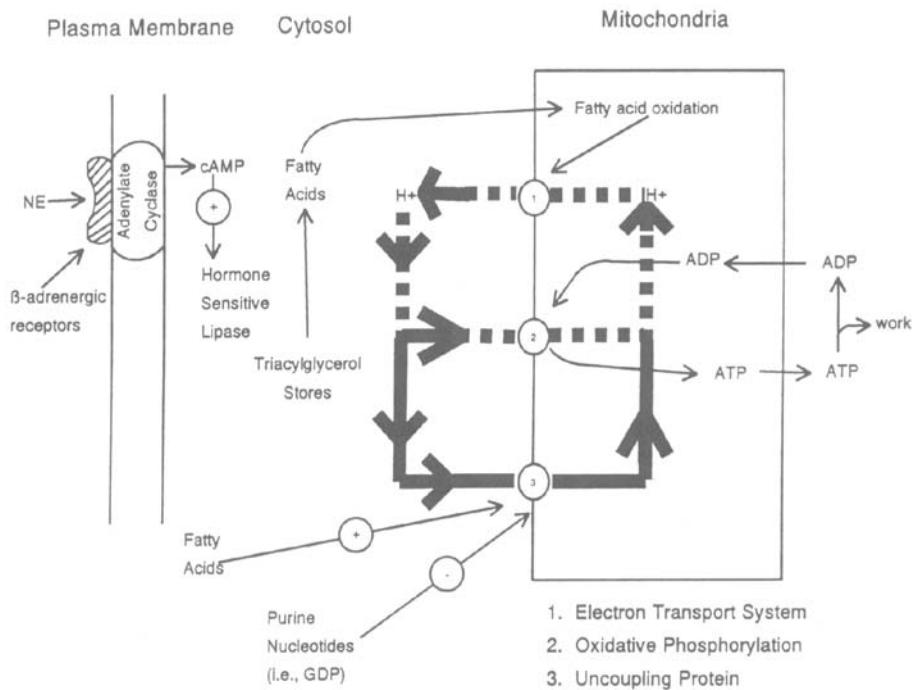 Plasma Membrane
Cytosol
Mitochondria
Fatty acid oxidation
NE
Adenylate
Cyclase
cAMP
+
Hormone
Sensitive
Lipase
ß-adrenergic
receptors
Fatty
Acids
Triacylglycerol
Stores
H+
1
H+
ADP
ADP
2
work
ATP
ATP
3
Fatty
Acids
+
-
Purine
Nucleotides
(i.e., GDP)
1. Electron Transport System
2. Oxidative Phosphorylation
3. Uncoupling Protein